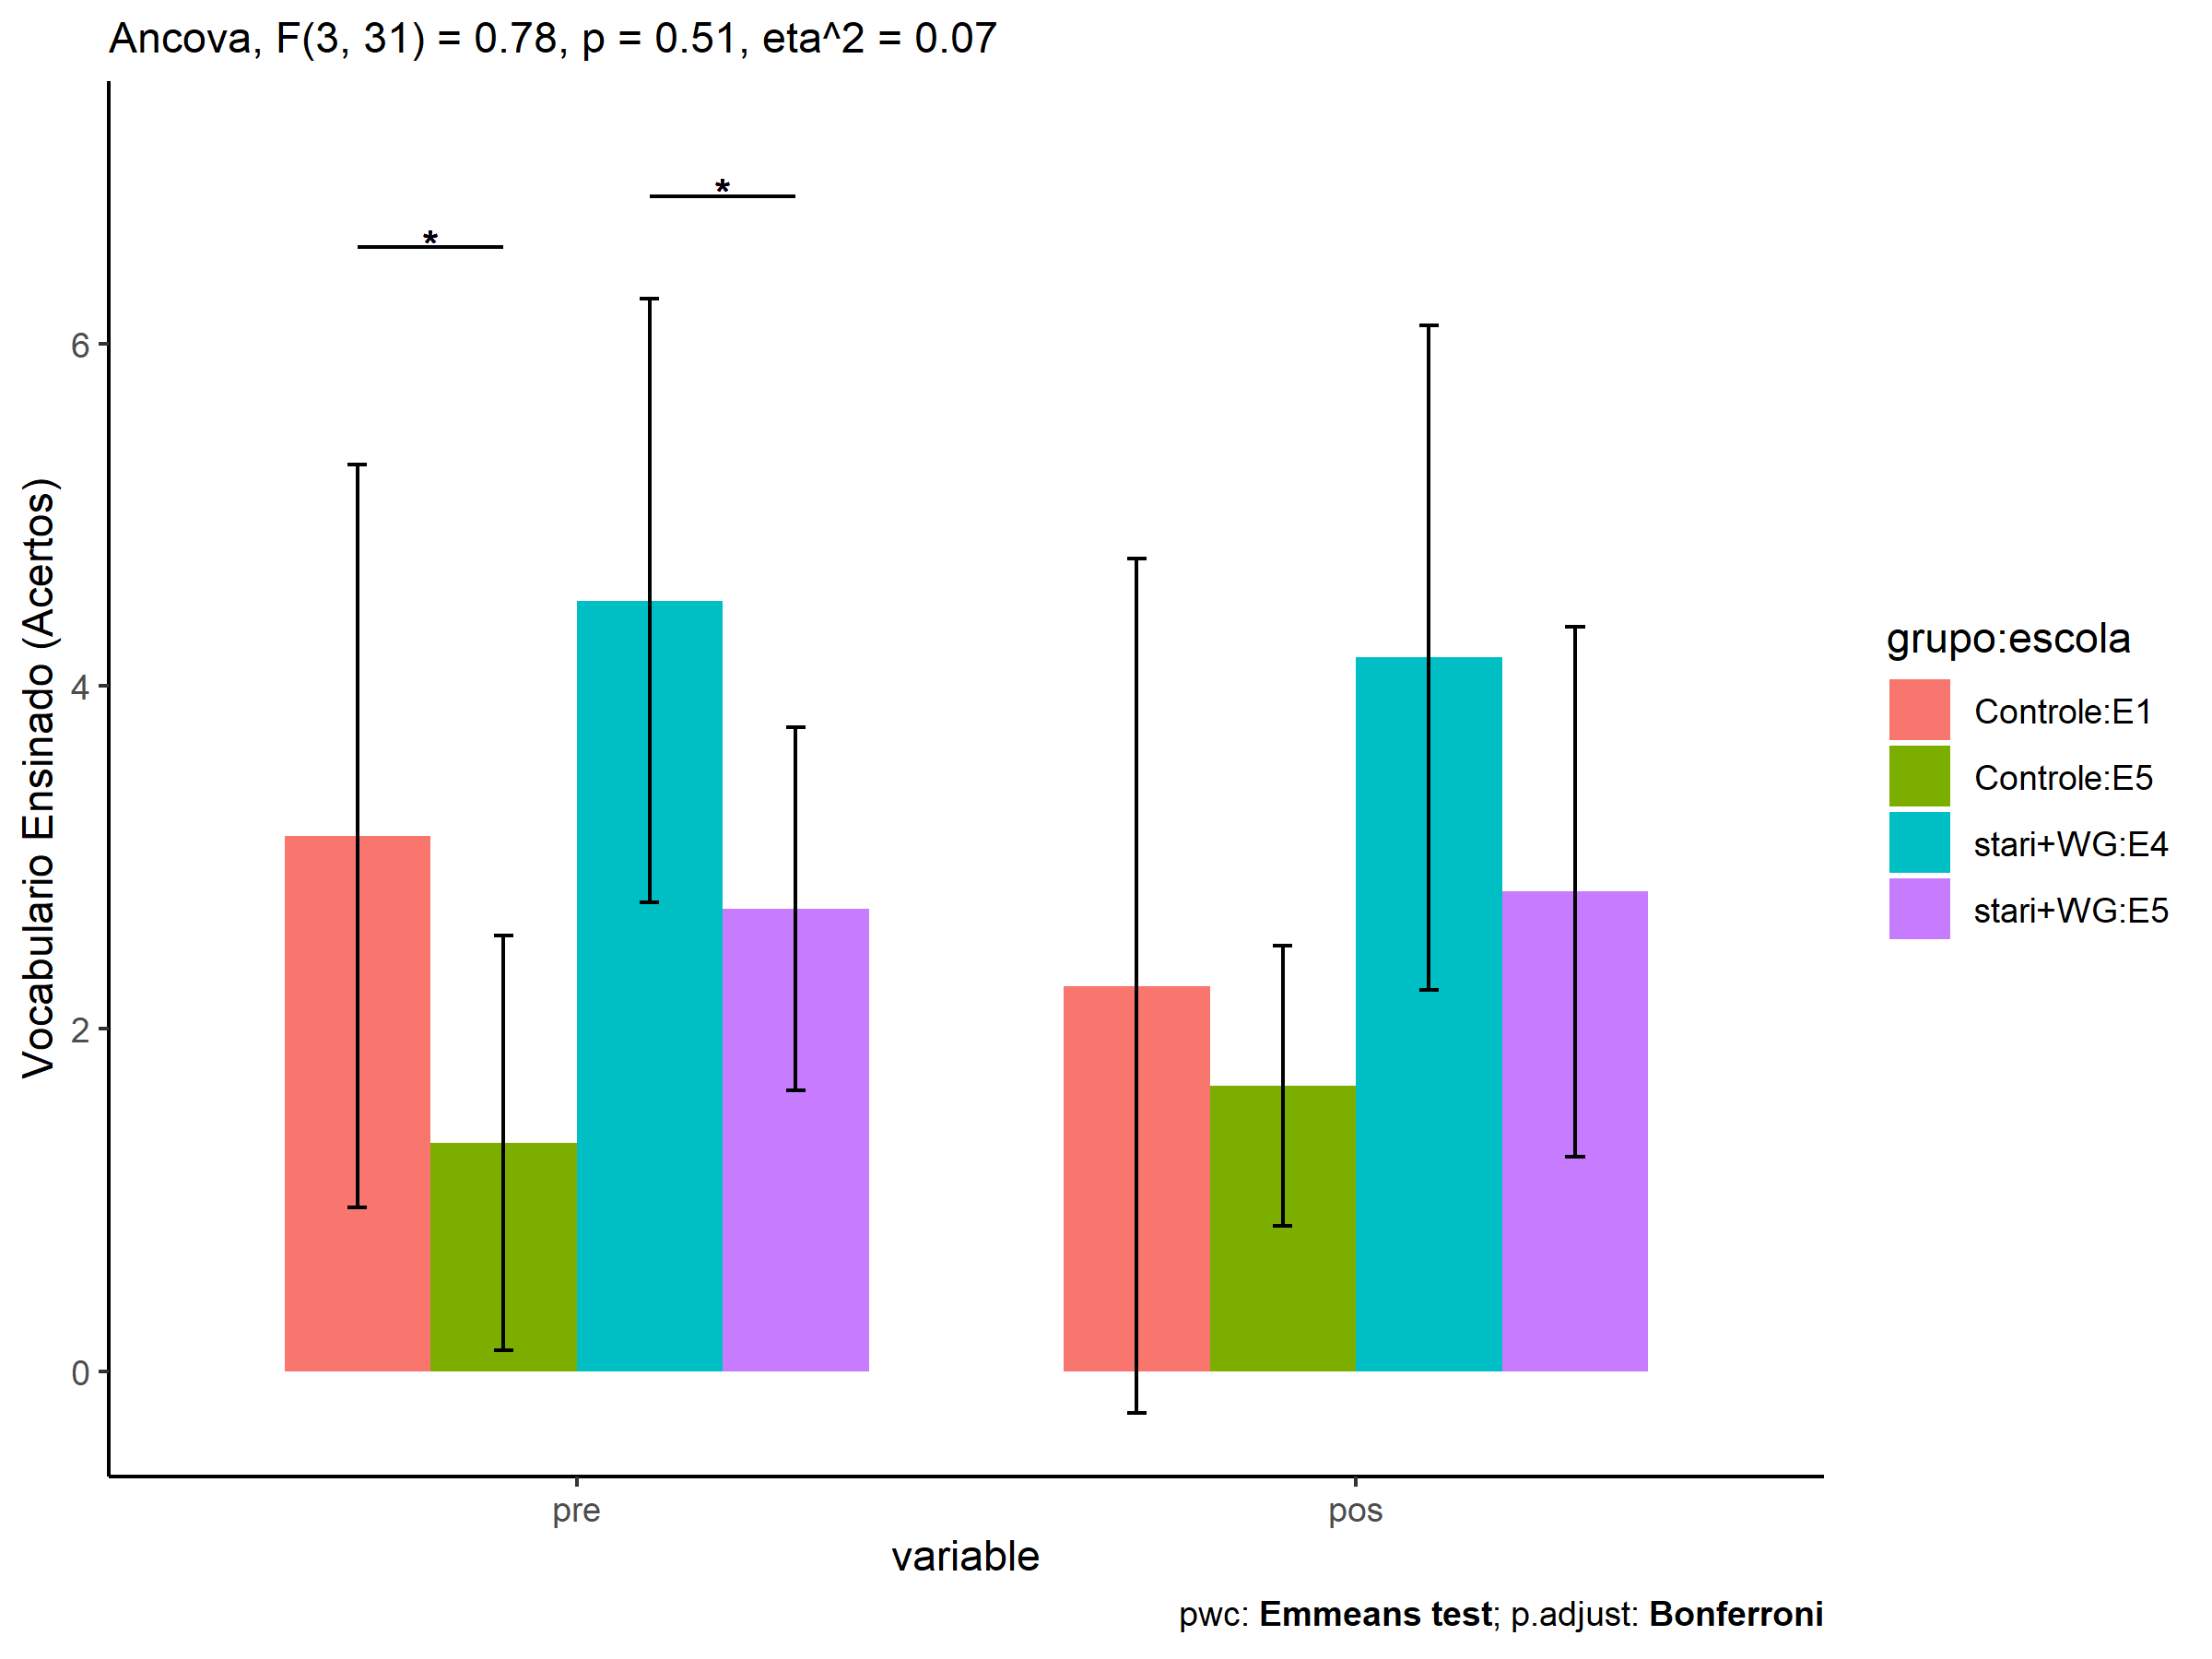 Ancova, F(3, 31) = 0.78, p = 0.51, eta^2 = 0.07
*
*
6
4
2
0
Vocabulario Ensinado (Acertos)
pre
pos
variable
grupo:escola
Controle:E1
Controle:E5
stari+WG:E4
stari+WG:E5
pwc: Emmeans test; p.adjust: Bonferroni